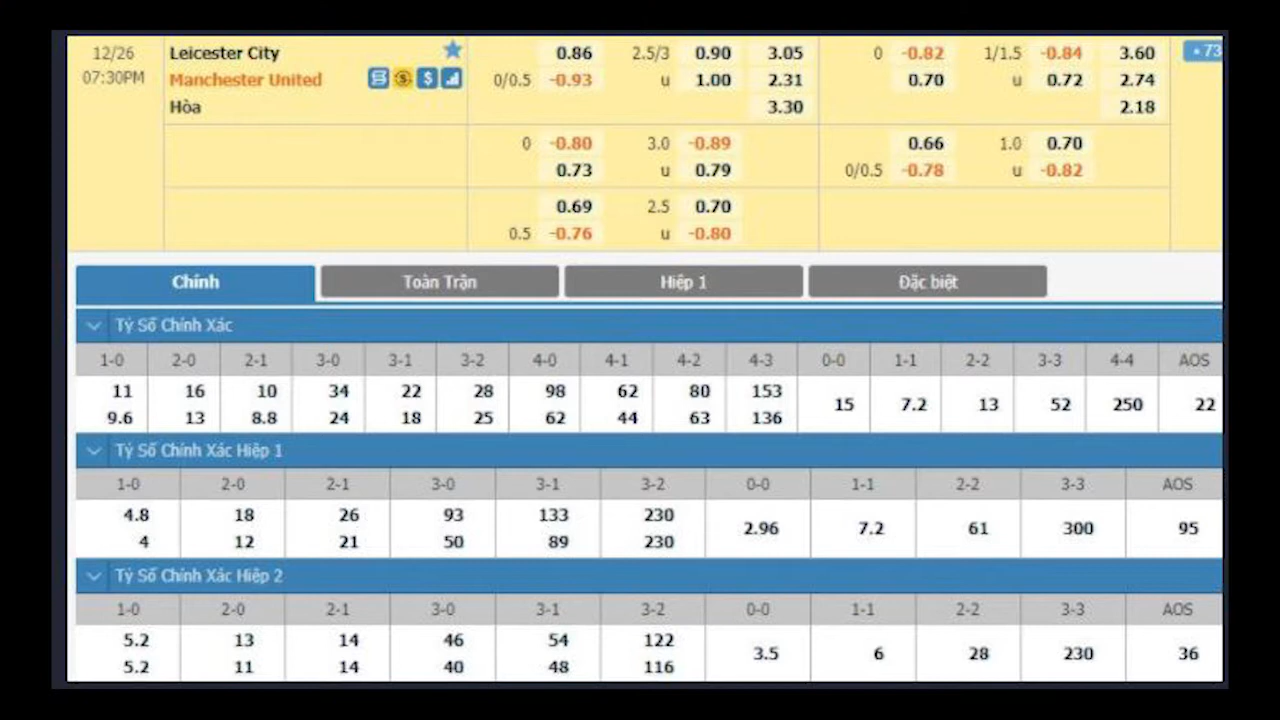 12/26 Leicester City 0.86 2.5/3 0.90 3.05 0 -0.82 1/1.5 -0.84 3.60 73
07:30PM Manchester United S $ 0/0.5 -0.93 u 1.00 2.31 0.70 u 0.72 2.74
Hòa 3.30 2.18
0 -0.80 3.0 -0.89 0.66 1.0 0.70
0.73 u 0.79 0/0.5 -0.78 u -0.82
0.69 2.5 0.70
0.5 -0.76 u -0.80
Chính Toàn Trận Hiệp 1 Đặc biệt
Tỷ Số Chính Xác
1-0 2-0 2-1 3-0 3-1 3-2 4-0 4-1 4-2 4-3 0-0 1-1 2-2 3-3 4-4 AOS
11 16 10 34 22 28 98 62 80 153
15 7.2 13 52 250 22
9.6 13 8.8 24 18 25 62 44 63 136
Tỷ Số Chính Xác Hiệp 1
1-0 2-0 2-1 3-0 3-1 3-2 0-0 1-1 2-2 3-3 AOS
4.8 18 26 93 133 230
2.96 7.2 61 300 95
4 12 21 50 89 230
Tỷ Số Chính Xác Hiệp 2
1-0 2-0 2-1 3-0 3-1 3-2 0-0 1-1 2-2 3-3 AOS
5.2 13 14 46 54 122
3.5 6 28 230 36
5.2 11 14 40 48 116